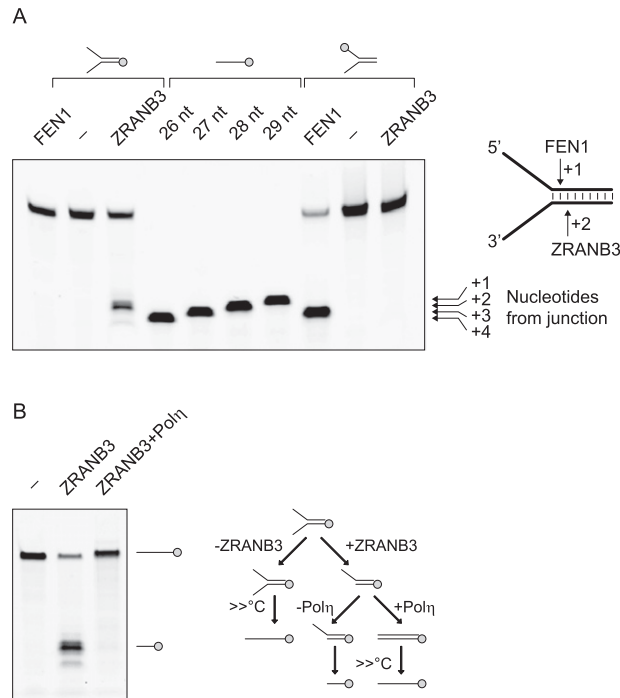 A
FEN1
–
ZRANB3
26 nt
27 nt
28 nt
29 nt
FEN1
–
ZRANB3
5'
FEN1
+1
+2
3'
ZRANB3
+1
+2
+3
+4
Nucleotides
from junction
B
–
ZRANB3
ZRANB3+Polη
-ZRANB3
+ZRANB3
>>°C
-Polη
+Polη
>>°C